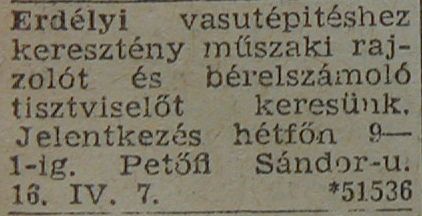 Erdélyi vasutépitéshez
keresztény műszaki raj-
zolót és bérelszámoló
tisztviselőt keresünk.
Jelentkezés hétfőn 9—
1-ig. Petőfi Sándor-u.
16. IV. 7. *51536